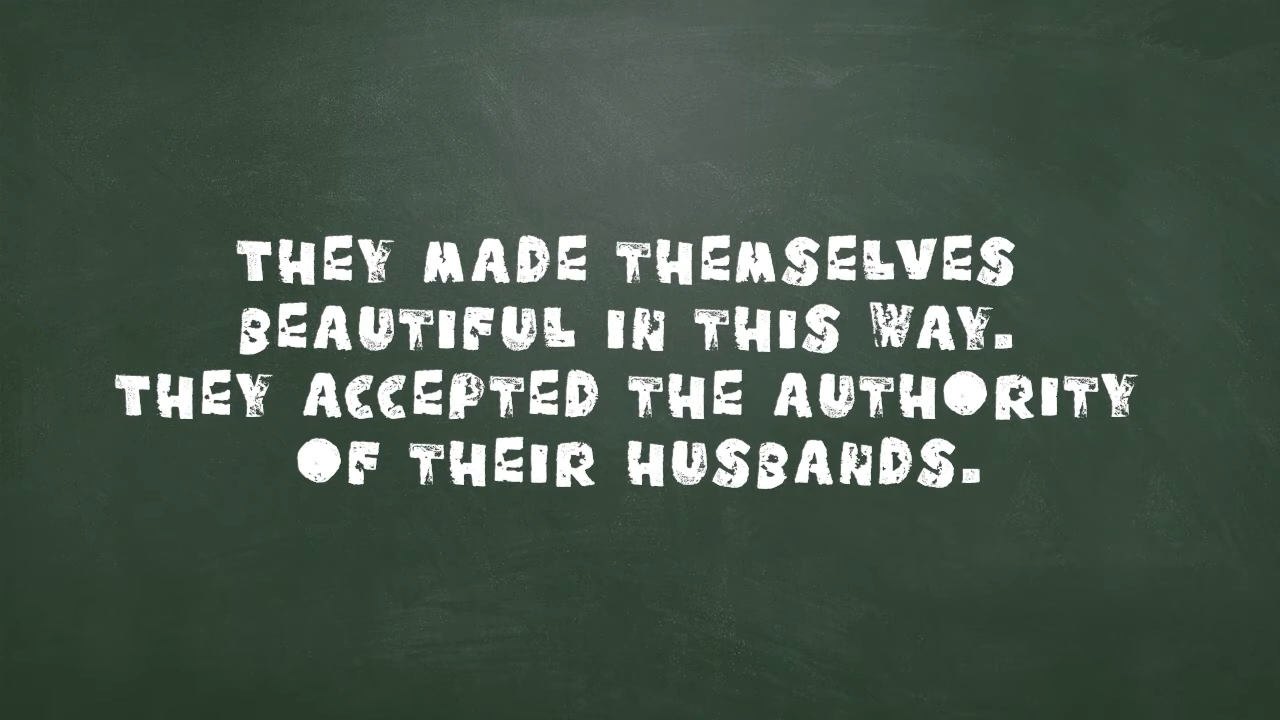 THEY MADE THEMSELVES
BEAUTIFUL IN THIS WAY.
THEY ACCEPTED THE AUTHORITY
OF THEIR HUSBANDS.